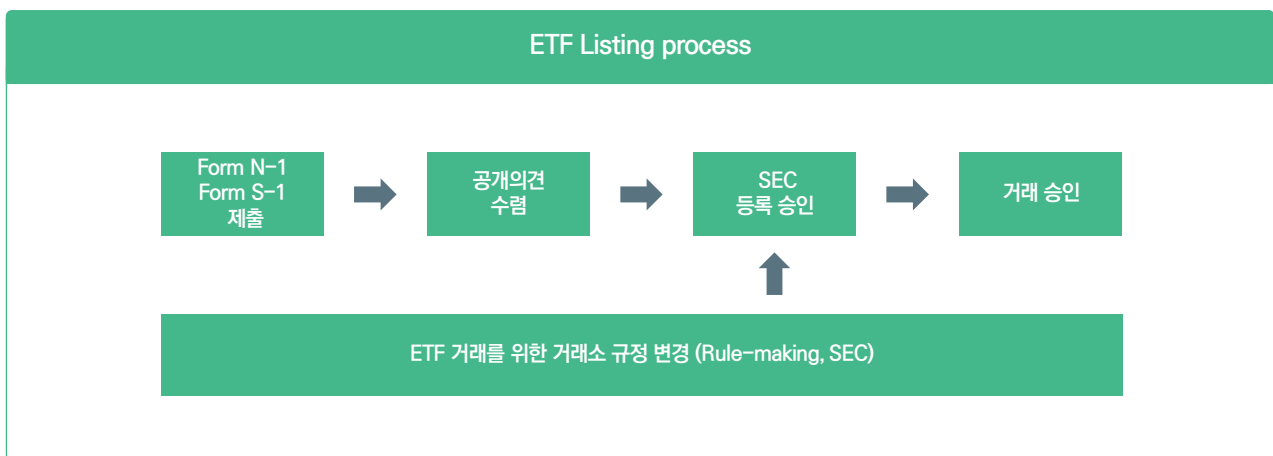 ETF Listing process
Form N-1
Form S-1
제출
공개의견
수렴
SEC
등록 승인
거래 승인
ETF 거래를 위한 거래소 규정 변경 (Rule-making, SEC)